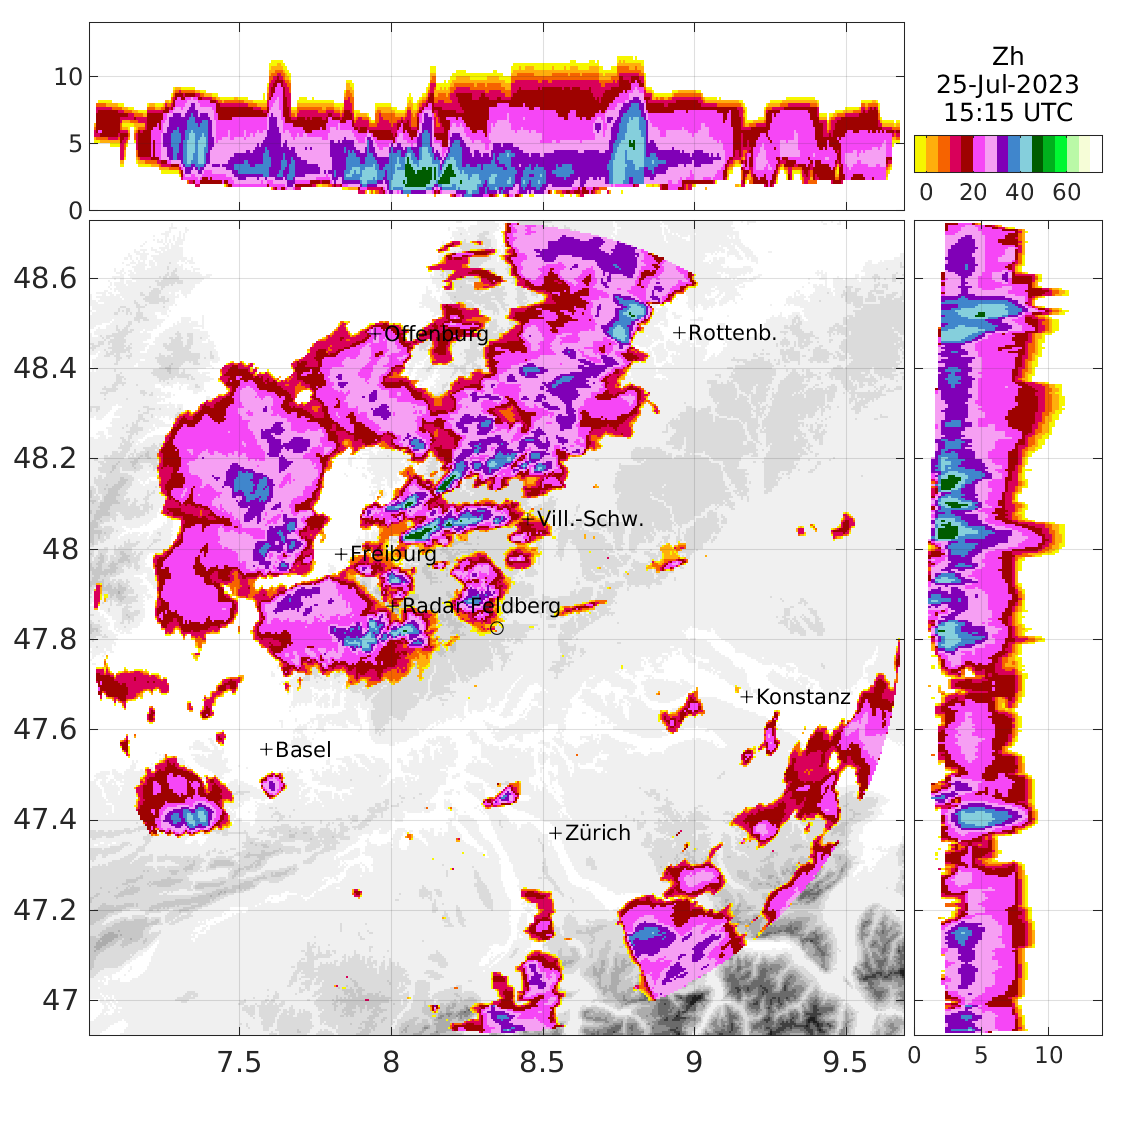 10
5
0
Zh
25-Jul-2023
15:15 UTC
0 20 40 60
48.6
48.4
48.2
48
47.8
47.6
47.4
47.2
47
Offenburg
Rottenb.
Vill.-Schw.
Freiburg
Radar Feldberg
Konstanz
Basel
Zürich
7.5 8 8.5 9 9.5
0 5 10